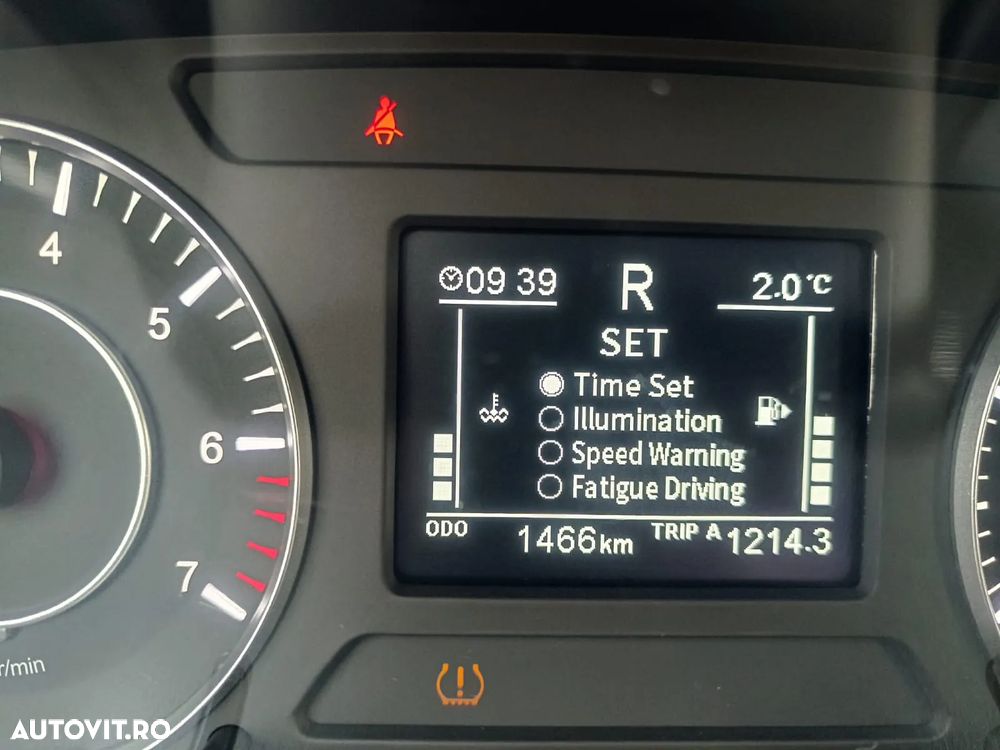 09 39 R 2.0°C
SET
Time Set
Illumination
Speed Warning
Fatigue Driving
ODO 1466km TRIP A 1214.3
4
5
6
7
r/min
AUTOVIT.RO